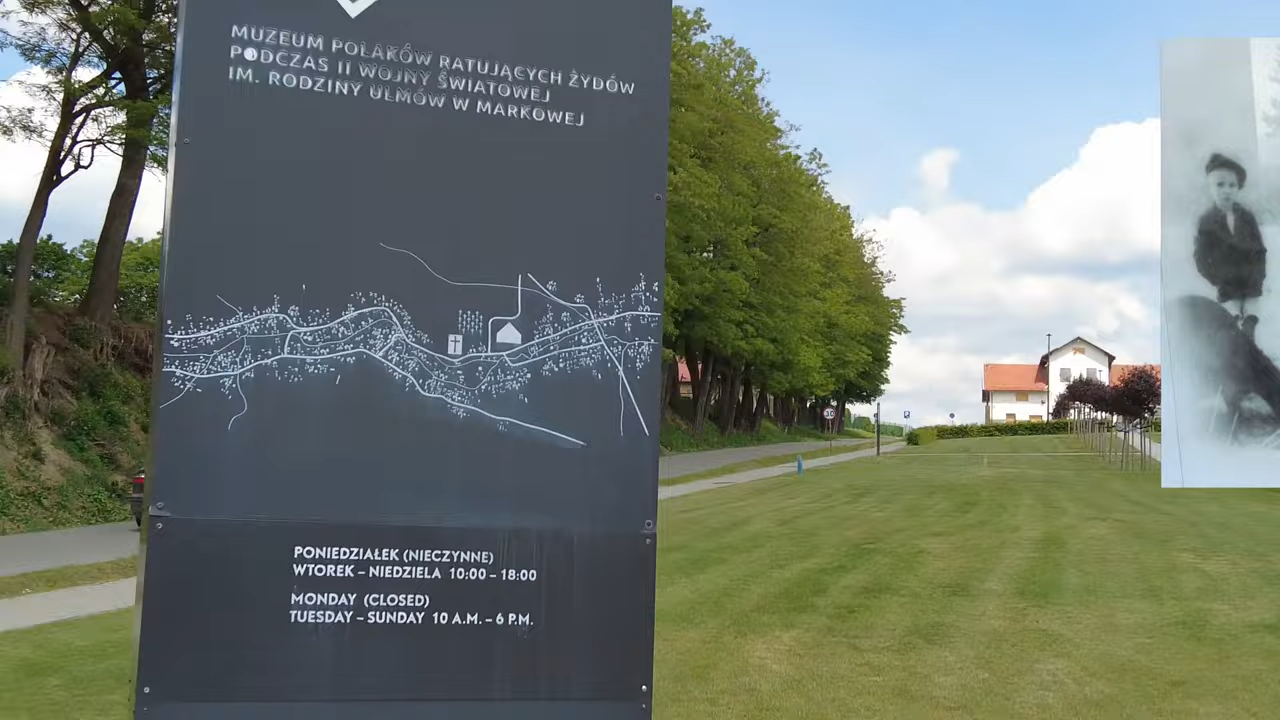 MUZEUM POLAKÓW RATUJĄCYCH ŻYDÓW
PODCZAS II WOJNY ŚWIATOWEJ
IM. RODZINY ULMÓW W MARKOWEJ
30
P
PONIEDZIAŁEK (NIECZYNNE)
WTOREK – NIEDZIELA 10:00 – 18:00
MONDAY (CLOSED)
TUESDAY – SUNDAY 10 A.M. – 6 P.M.